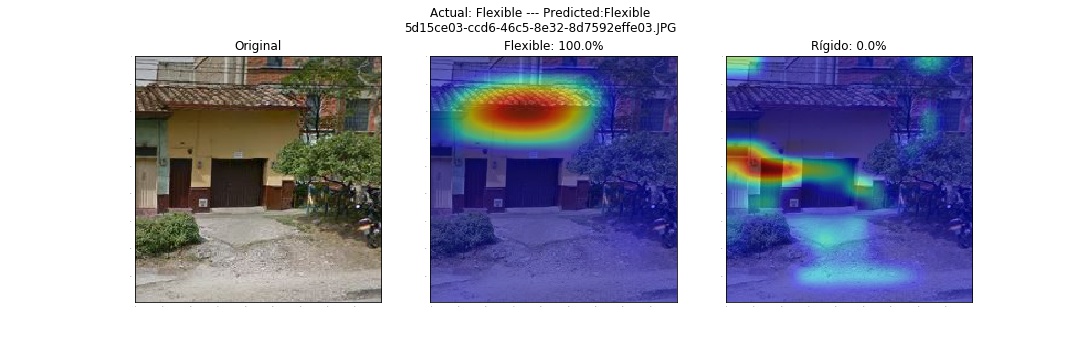 Actual: Flexible --- Predicted:Flexible
5d15ce03-ccd6-46c5-8e32-8d7592effe03.JPG
Original
Flexible: 100.0%
Rígido: 0.0%